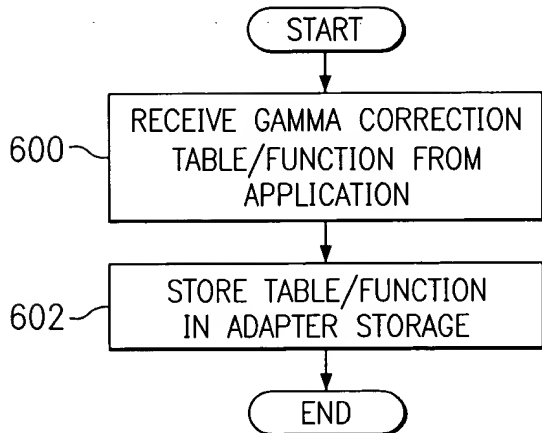 START
600
RECEIVE GAMMA CORRECTION
TABLE/FUNCTION FROM
APPLICATION
602
STORE TABLE/FUNCTION
IN ADAPTER STORAGE
END